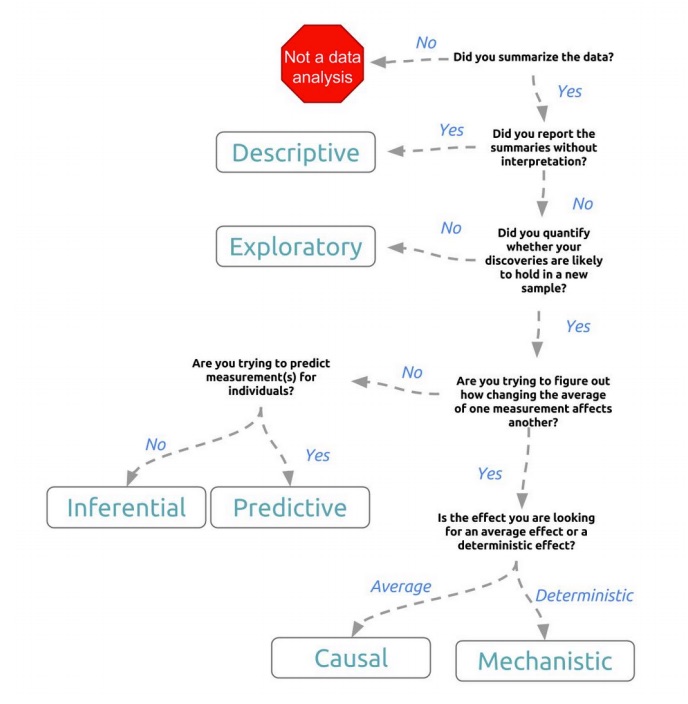 No
Not a data
analysis
Did you summarize the data?
Yes
Yes
Did you report the
summaries without
interpretation?
Descriptive
No
No
Did you quantify
whether your
discoveries are likely
to hold in a new
sample?
Exploratory
Yes
Are you trying to predict
measurement(s) for
individuals?
No
Are you trying to figure out
how changing the average
of one measurement affects
another?
No
Yes
Yes
Inferential
Predictive
Is the effect you are looking
for an average effect or a
deterministic effect?
Average
Deterministic
Causal
Mechanistic